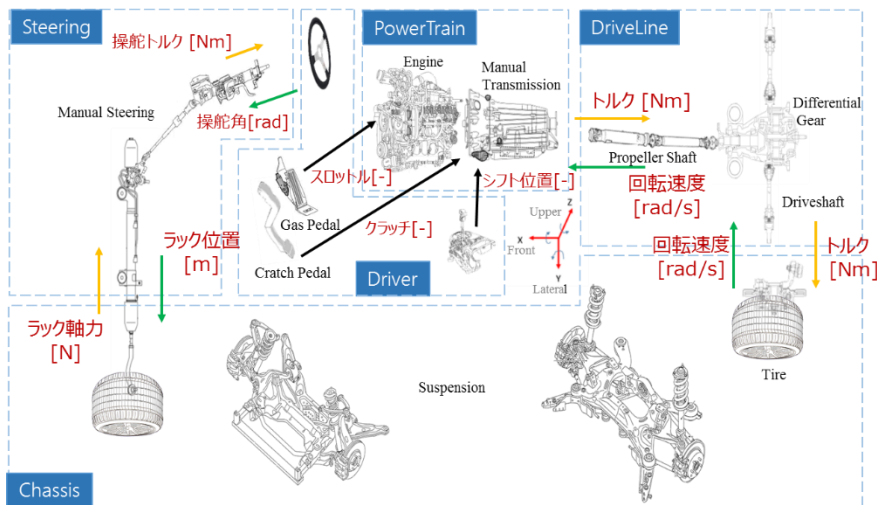 Steering
操舵トルク [Nm]
Manual Steering
操舵角[rad]
ラック位置
[m]
ラック軸力
[N]
PowerTrain
Engine
Manual
Transmission
スロットル[-]
Gas Pedal
クラッチ[-]
Cratch Pedal
シフト位置[-]
Driver
Z
Upper
X
Front
Y
Lateral
DriveLine
トルク [Nm]
Differential
Gear
Propeller Shaft
回転速度
[rad/s]
Driveshaft
回転速度
[rad/s]
トルク
[Nm]
Tire
Suspension
Chassis